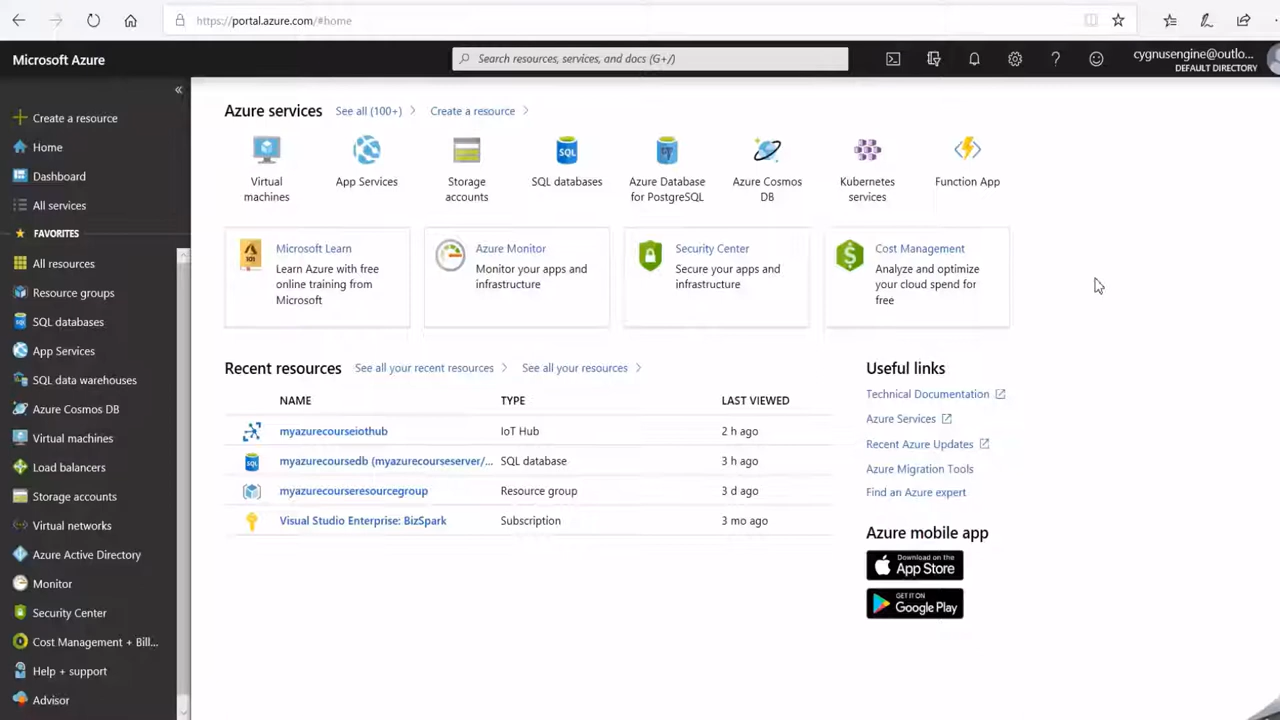 https://portal.azure.com/#home
Microsoft Azure
Search resources, services, and docs (G+/)
cygnusengine@outlo...
DEFAULT DIRECTORY
Create a resource
Home
Dashboard
All services
FAVORITES
All resources
Resource groups
SQL databases
App Services
SQL data warehouses
Azure Cosmos DB
Virtual machines
Load balancers
Storage accounts
Virtual networks
Azure Active Directory
Monitor
Security Center
Cost Management + Bill...
Help + support
Advisor
Azure services
See all (100+)
Create a resource
Virtual
machines
App Services
Storage
accounts
SQL
SQL databases
Azure Database
for PostgreSQL
Azure Cosmos
DB
Kubernetes
services
Function App
Microsoft Learn
Learn Azure with free
online training from
Microsoft
Azure Monitor
Monitor your apps and
infrastructure
Security Center
Secure your apps and
infrastructure
Cost Management
Analyze and optimize
your cloud spend for
free
Recent resources
See all your recent resources
See all your resources
NAME TYPE LAST VIEWED
myazurecourseiothub IoT Hub 2 h ago
myazurecoursedb (myazurecourseserver/... SQL database 3 h ago
myazurecourseresourcegroup Resource group 3 d ago
Visual Studio Enterprise: BizSpark Subscription 3 mo ago
Useful links
Technical Documentation
Azure Services
Recent Azure Updates
Azure Migration Tools
Find an Azure expert
Azure mobile app
Download on the
App Store
GET IT ON
Google Play